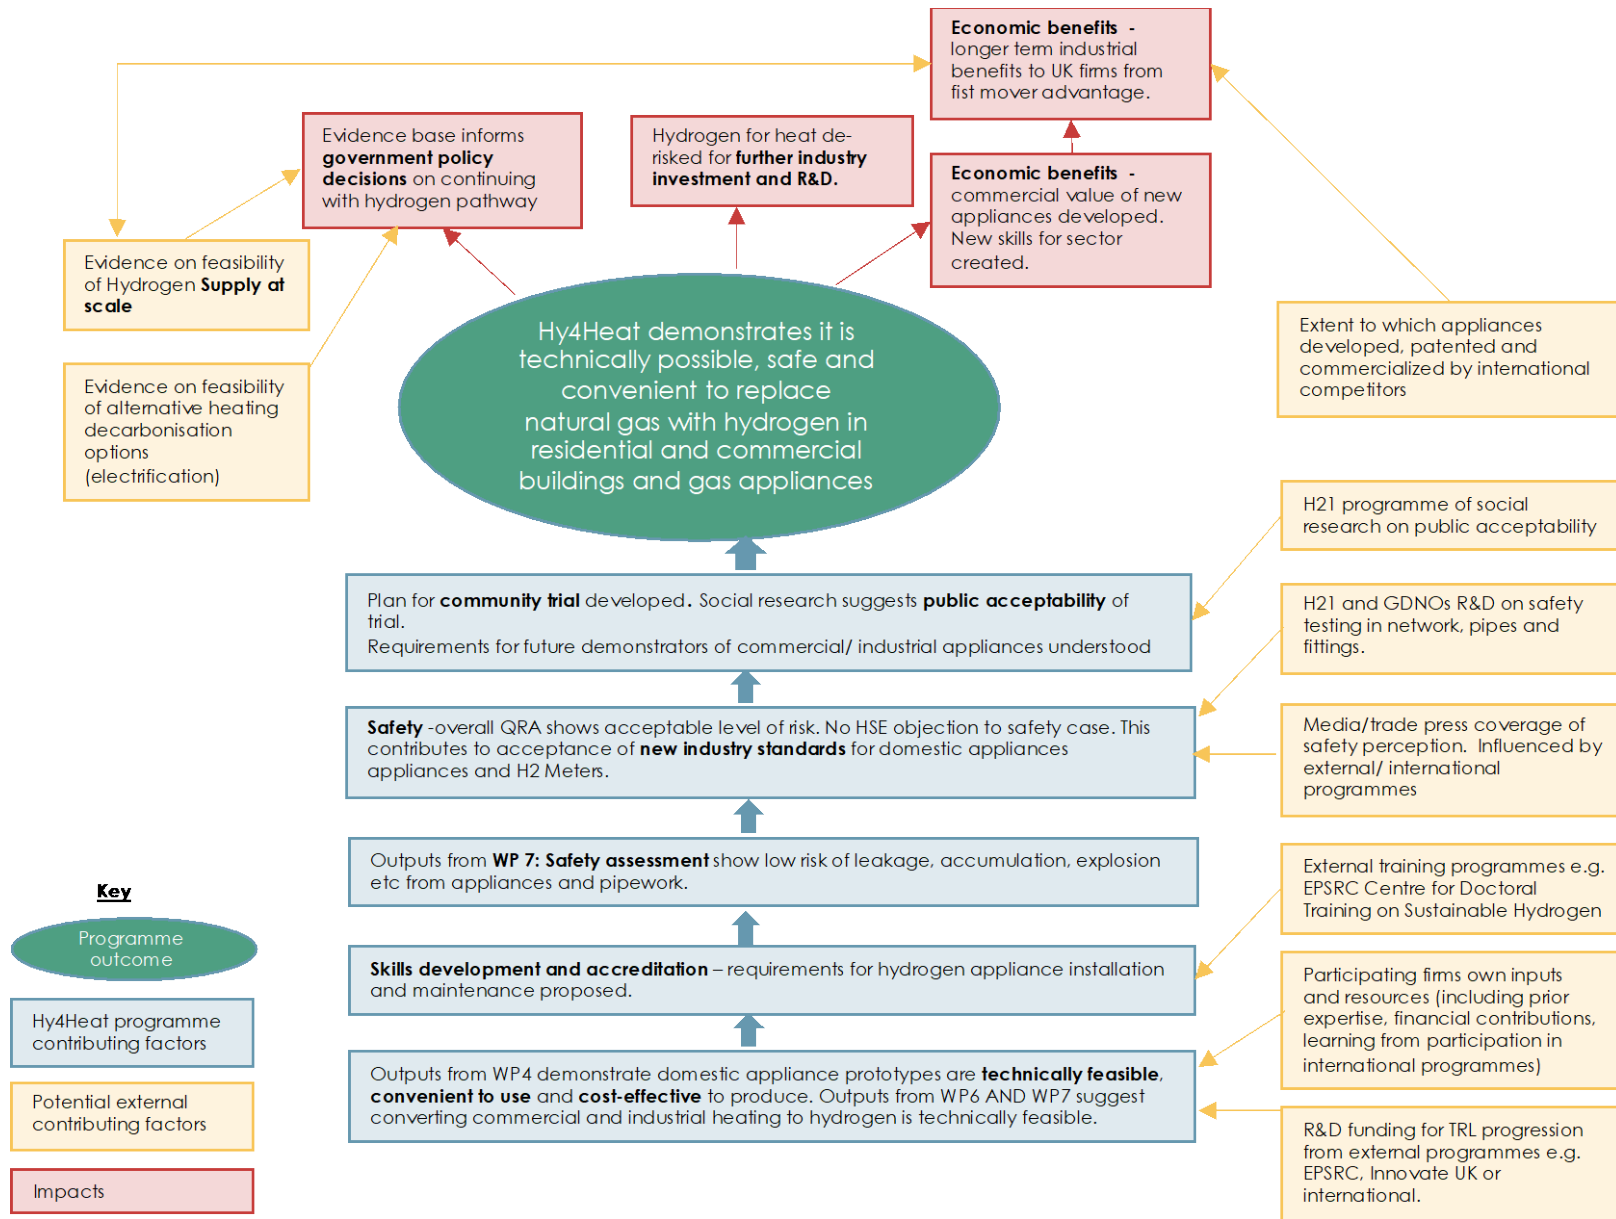 Economic benefits -
longer term industrial
benefits to UK firms from
fist mover advantage.
Evidence base informs
government policy
decisions on continuing
with hydrogen pathway
Hydrogen for heat de-
risked for further industry
investment and R&D.
Economic benefits -
commercial value of new
appliances developed.
New skills for sector
created.
Evidence on feasibility
of Hydrogen Supply at
scale
Evidence on feasibility
of alternative heating
decarbonisation
options
(electrification)
Hy4Heat demonstrates it is
technically possible, safe and
convenient to replace
natural gas with hydrogen in
residential and commercial
buildings and gas appliances
Extent to which appliances
developed, patented and
commercialized by international
competitors
H21 programme of social
research on public acceptability
Plan for community trial developed. Social research suggests public acceptability of
trial.
Requirements for future demonstrators of commercial/ industrial appliances understood
H21 and GDNOs R&D on safety
testing in network, pipes and
fittings.
Safety -overall QRA shows acceptable level of risk. No HSE objection to safety case. This
contributes to acceptance of new industry standards for domestic appliances
appliances and H2 Meters.
Media/trade press coverage of
safety perception.  Influenced by
external/ international
programmes
Outputs from WP 7: Safety assessment show low risk of leakage, accumulation, explosion
etc from appliances and pipework.
External training programmes e.g.
EPSRC Centre for Doctoral
Training on Sustainable Hydrogen
Skills development and accreditation – requirements for hydrogen appliance installation
and maintenance proposed.
Participating firms own inputs
and resources (including prior
expertise, financial contributions,
learning from participation in
international programmes)
Outputs from WP4 demonstrate domestic appliance prototypes are technically feasible,
convenient to use and cost-effective to produce. Outputs from WP6 AND WP7 suggest
converting commercial and industrial heating to hydrogen is technically feasible.
R&D funding for TRL progression
from external programmes e.g.
EPSRC, Innovate UK or
international.
Key
Programme
outcome
Hy4Heat programme
contributing factors
Potential external
contributing factors
Impacts